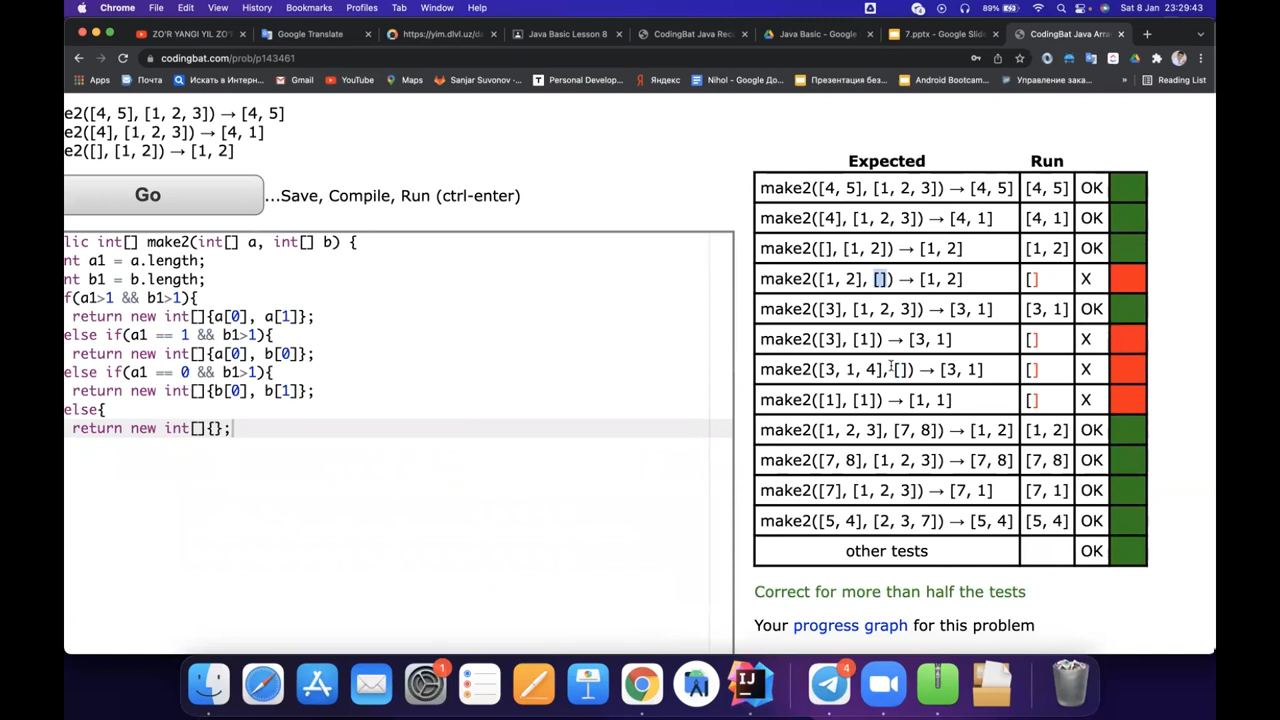 Chrome File Edit View History Bookmarks Profiles Tab Window Help 89% Sat 8 Jan 23:29:43
ZO'R YANGI YIL ZO' Google Translate https://yim.dlvl.uz/da Java Basic Lesson 8 CodingBat Java Rec Java Basic - Google 7.pptx - Google Slid CodingBat Java Arra
codingbat.com/prob/p143461
Apps Почта Искать в Интерн... Gmail YouTube Maps Sanjar Suvonov -... Personal Develop... Яндекс Nihol - Google До... Презентация безн... Android Bootcam... Управление зака... » Reading List
e2([4, 5], [1, 2, 3]) → [4, 5]
e2([4], [1, 2, 3]) → [4, 1]
e2([], [1, 2]) → [1, 2]
Go ...Save, Compile, Run (ctrl-enter)
lic int[] make2(int[] a, int[] b) {
nt a1 = a.length;
nt b1 = b.length;
f(a1>1 && b1>1){
return new int[]{a[0], a[1]};
else if(a1 == 1 && b1>1){
return new int[]{a[0], b[0]};
else if(a1 == 0 && b1>1){
return new int[]{b[0], b[1]};
else{
return new int[]{};
Expected Run
make2([4, 5], [1, 2, 3]) → [4, 5] [4, 5] OK
make2([4], [1, 2, 3]) → [4, 1] [4, 1] OK
make2([], [1, 2]) → [1, 2] [1, 2] OK
make2([1, 2], []) → [1, 2] [] X
make2([3], [1, 2, 3]) → [3, 1] [3, 1] OK
make2([3], [1]) → [3, 1] [] X
make2([3, 1, 4], []) → [3, 1] [] X
make2([1], [1]) → [1, 1] [] X
make2([1, 2, 3], [7, 8]) → [1, 2] [1, 2] OK
make2([7, 8], [1, 2, 3]) → [7, 8] [7, 8] OK
make2([7], [1, 2, 3]) → [7, 1] [7, 1] OK
make2([5, 4], [2, 3, 7]) → [5, 4] [5, 4] OK
other tests OK
Correct for more than half the tests
Your progress graph for this problem
1
4